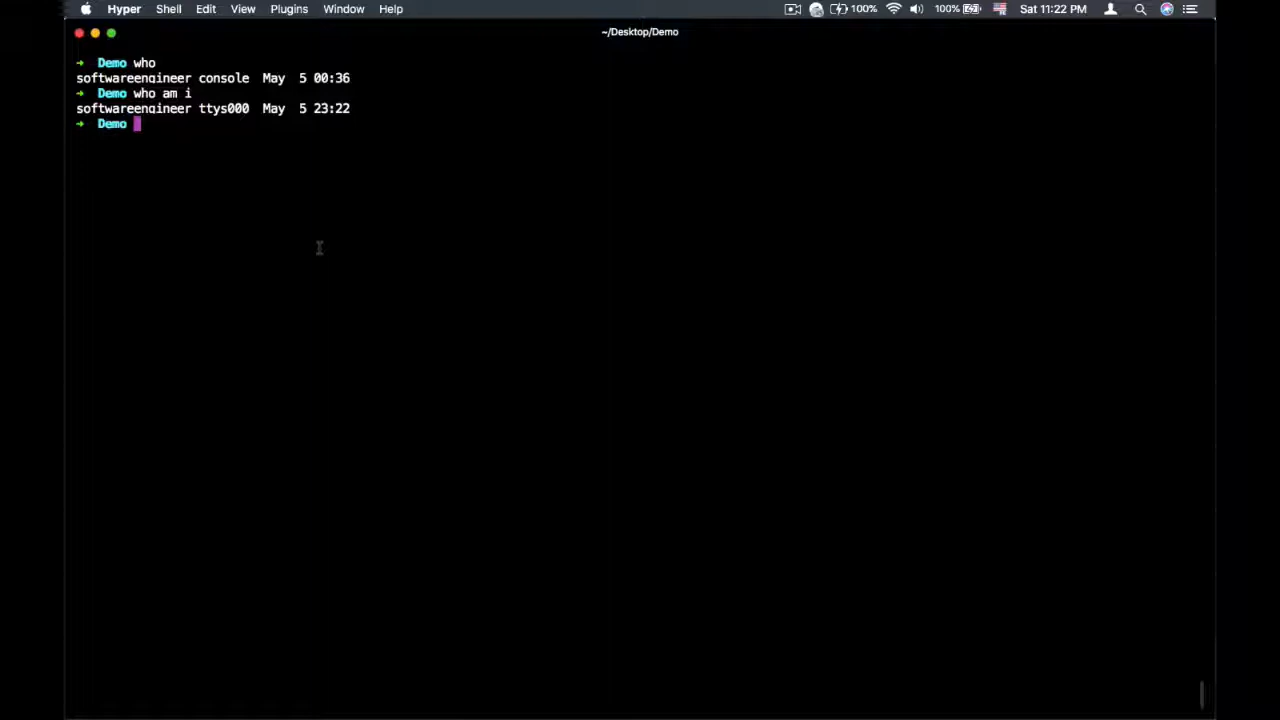 Hyper Shell Edit View Plugins Window Help 100% 100% Sat 11:22 PM
~/Desktop/Demo
➜ Demo who
softwareengineer console May 5 00:36
➜ Demo who am i
softwareengineer ttys000 May 5 23:22
➜ Demo